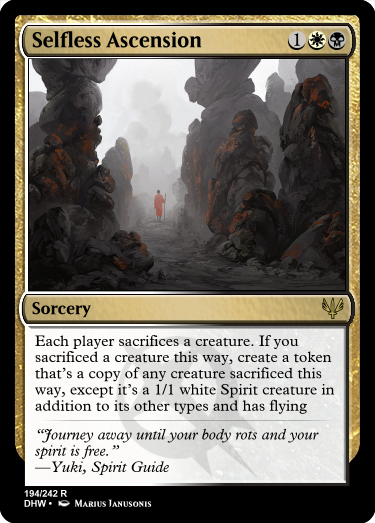 Selfless Ascension 1
Sorcery
Each player sacrifices a creature. If you
sacrificed a creature this way, create a token
that's a copy of any creature sacrificed this
way, except it's a 1/1 white Spirit creature in
addition to its other types and has flying
"Journey away until your body rots and your
spirit is free."
—Yuki, Spirit Guide
194/242 R
DHW • Marius Janusonis